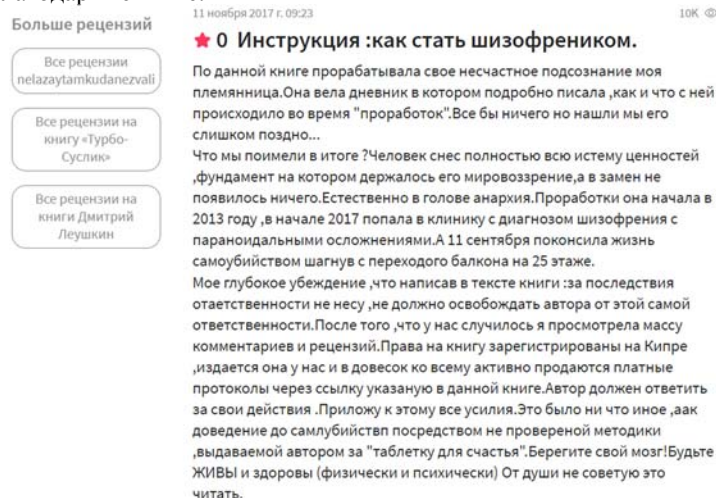 Больше рецензий
Все рецензии
nelazaytamkudanezvali
Все рецензии на
книгу «Турбо-
Суслик»
Все рецензии на
книги Дмитрий
Леушкин
11 ноября 2017 г. 09:23
10K
0 Инструкция :как стать шизофреником.
По данной книге прорабатывала свое несчастное подсознание моя
племянница.Она вела дневник в котором подробно писала ,как и что с ней
происходило во время "проработок".Все бы ничего но нашли мы его
слишком поздно...
Что мы поимели в итоге ?Человек снес полностью всю истему ценностей
,фундамент на котором держалось его мировоззрение,а в замен не
появилось ничего.Естественно в голове анархия.Проработки она начала в
2013 году ,в начале 2017 попала в клинику с диагнозом шизофрения с
параноидальными осложнениями.А 11 сентября поконсила жизнь
самоубийством шагнув с переходого балкона на 25 этаже.
Мое глубокое убеждение ,что написав в тексте книги :за последствия
отаетственности не несу ,не должно освобождать автора от этой самой
ответственности.После того ,что у нас случилось я просмотрела массу
комментариев и рецензий.Права на книгу зарегистрированы на Кипре
,издается она у нас и в довесок ко всему активно продаются платные
протоколы через ссылку указаную в данной книге.Автор должен ответить
за свои действия .Приложу к этому все усилия.Это было ни что иное ,аак
доведение до самлубийствп посредством не провереной методики
,выдаваемой автором за "таблетку для счастья".Берегите свой мозг!Будьте
ЖИВЫ и здоровы (физически и психически) От души не советую это
читать.